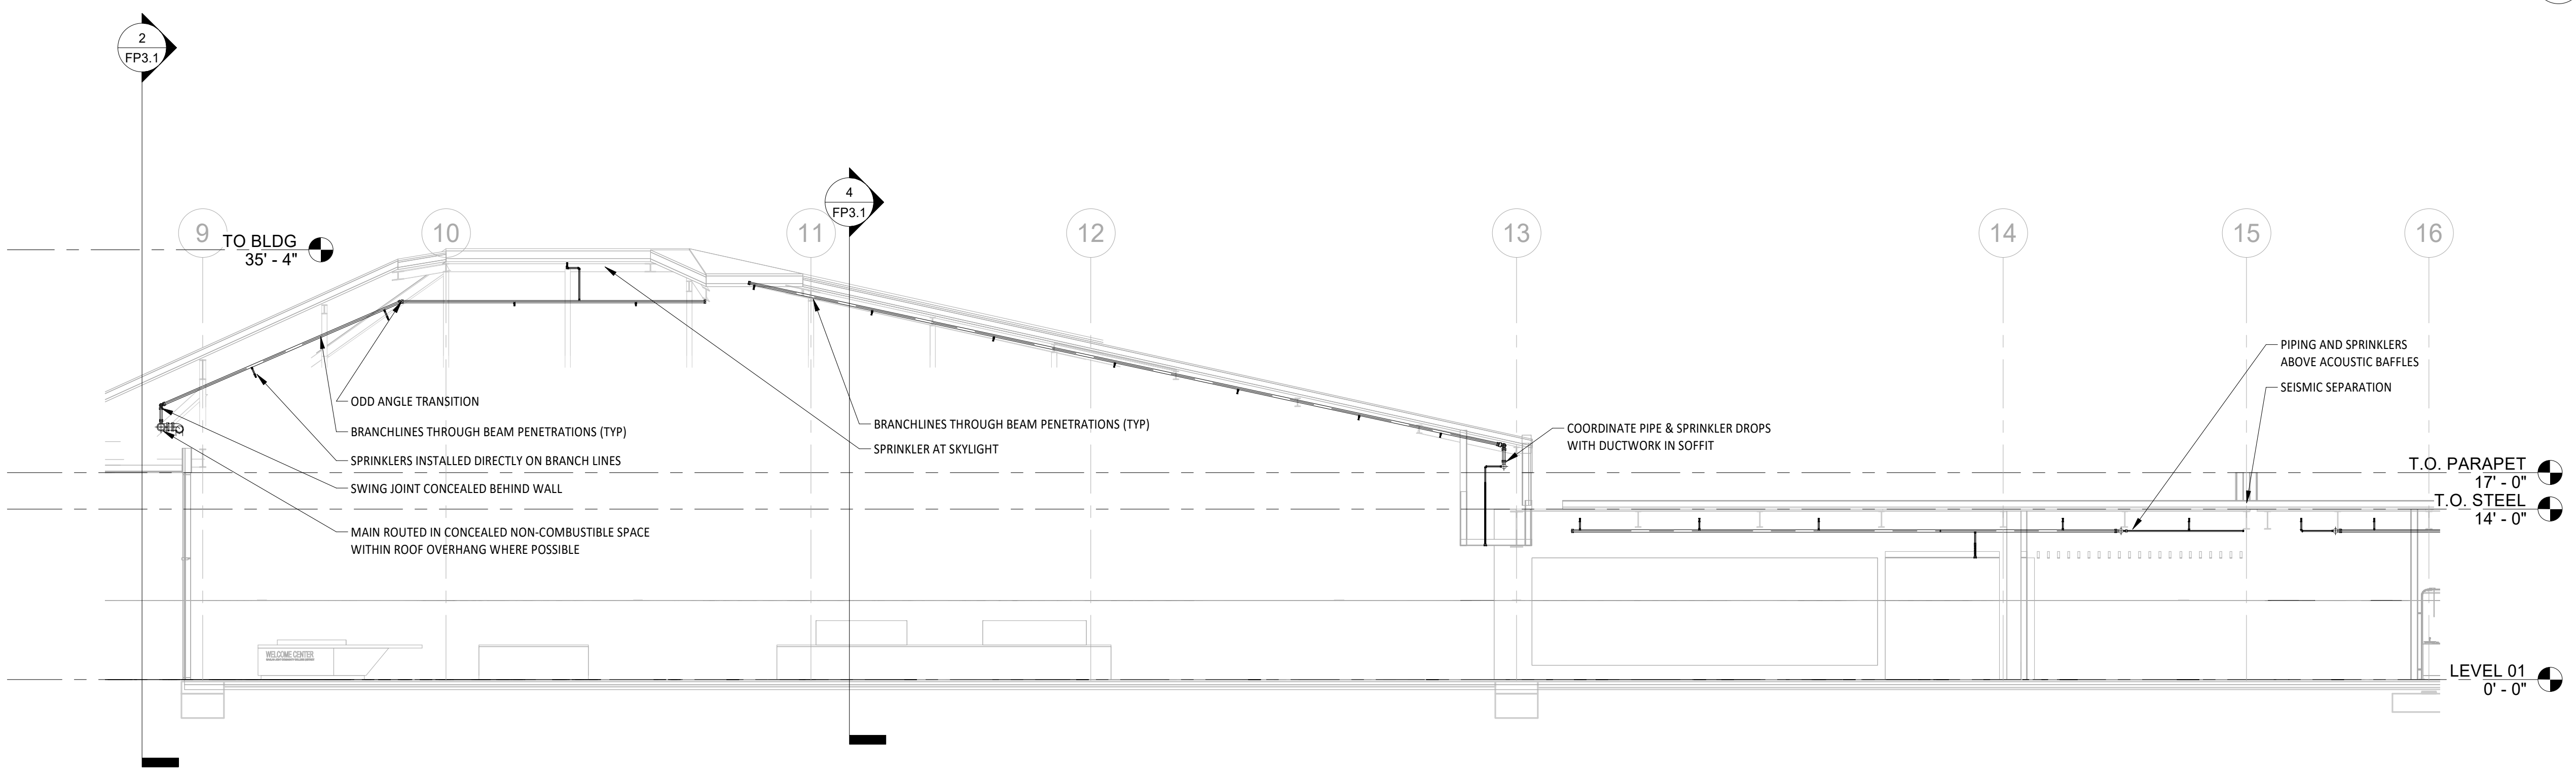 2
FP3.1
4
FP3.1
9
10
11
12
13
14
15
16
TO BLDG
35' - 4"
ODD ANGLE TRANSITION
BRANCHLINES THROUGH BEAM PENETRATIONS (TYP)
SPRINKLERS INSTALLED DIRECTLY ON BRANCH LINES
SWING JOINT CONCEALED BEHIND WALL
MAIN ROUTED IN CONCEALED NON-COMBUSTIBLE SPACE
WITHIN ROOF OVERHANG WHERE POSSIBLE
BRANCHLINES THROUGH BEAM PENETRATIONS (TYP)
SPRINKLER AT SKYLIGHT
COORDINATE PIPE & SPRINKLER DROPS
WITH DUCTWORK IN SOFFIT
PIPING AND SPRINKLERS
ABOVE ACOUSTIC BAFFLES
SEISMIC SEPARATION
T.O. PARAPET
17' - 0"
T.O. STEEL
14' - 0"
WELCOME CENTER
LEVEL 01
0' - 0"